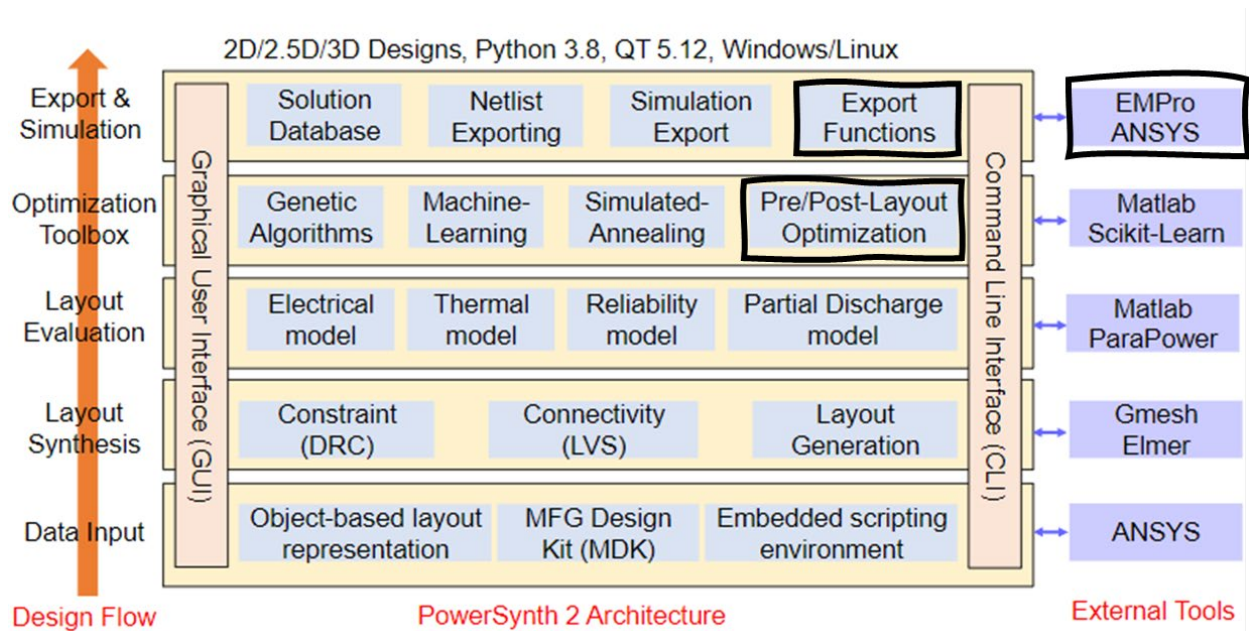 2D/2.5D/3D Designs, Python 3.8, QT 5.12, Windows/Linux
Export &
Simulation
Solution
Database
Netlist
Exporting
Simulation
Export
Export
Functions
EMPro
ANSYS
Optimization
Toolbox
Genetic
Algorithms
Machine-
Learning
Simulated-
Annealing
Pre/Post-Layout
Optimization
Matlab
Scikit-Learn
Layout
Evaluation
Electrical
model
Thermal
model
Reliability
model
Partial Discharge
model
Matlab
ParaPower
Layout
Synthesis
Constraint
(DRC)
Connectivity
(LVS)
Layout
Generation
Gmesh
Elmer
Data Input
Object-based layout
representation
MFG Design
Kit (MDK)
Embedded scripting
environment
ANSYS
Graphical User Interface (GUI)
Command Line Interface (CLI)
Design Flow
PowerSynth 2 Architecture
External Tools